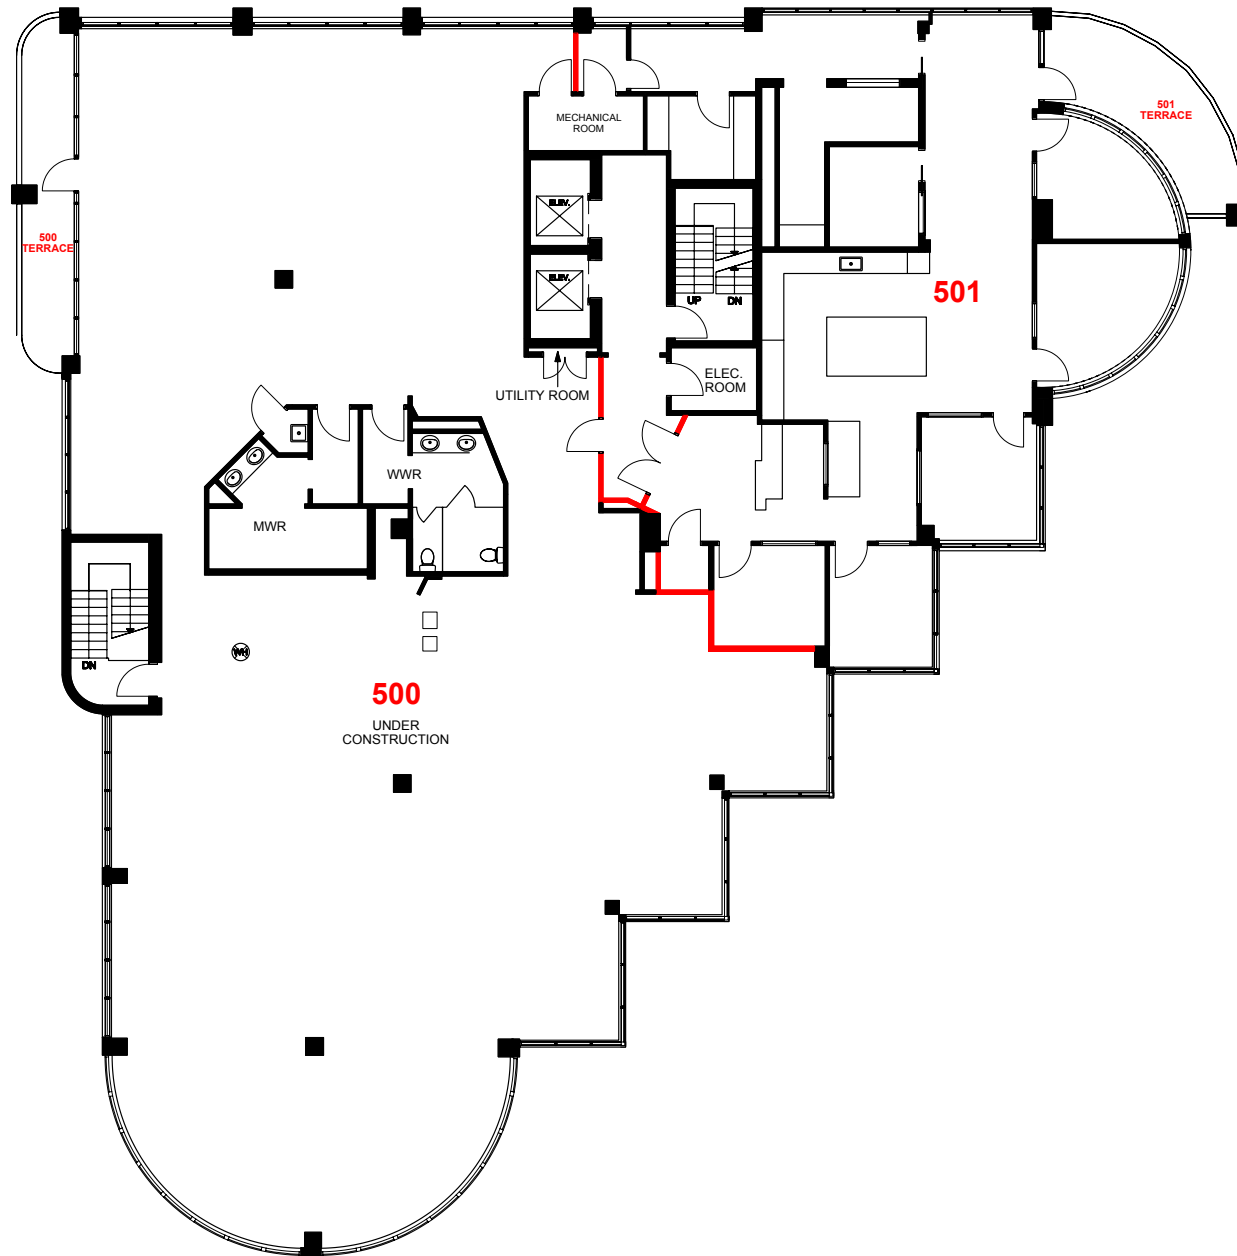 501
TERRACE
MECHANICAL
ROOM
ELEV.
500
TERRACE
ELEV.
UP
DN
501
ELEC.
ROOM
UTILITY ROOM
WWR
MWR
WH
DN
500
UNDER
CONSTRUCTION